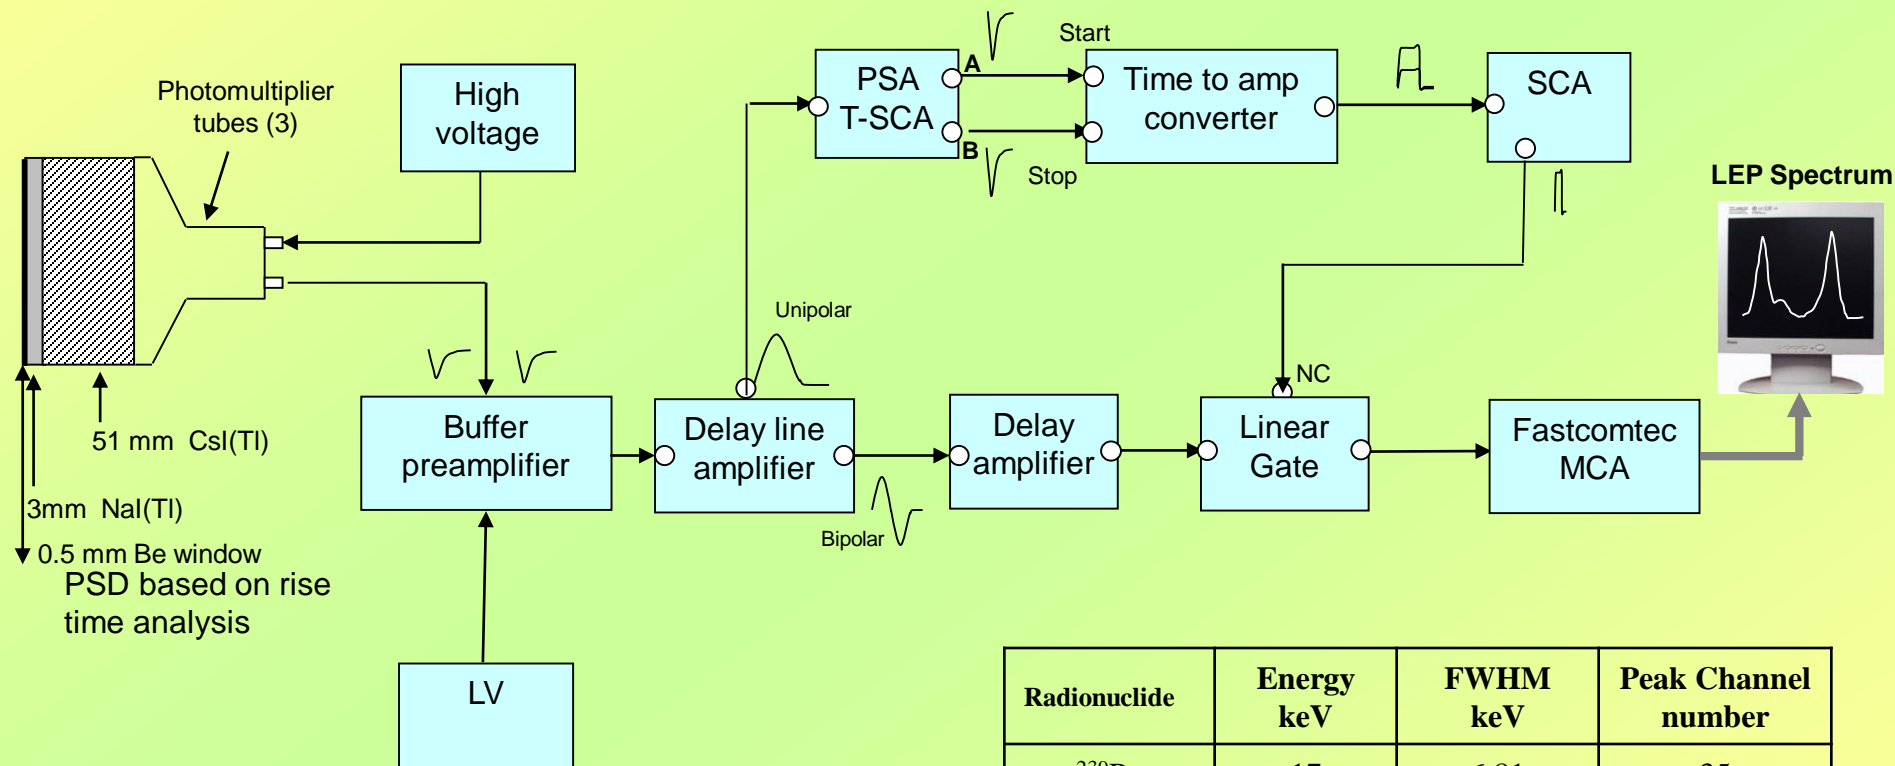 Photomultiplier
tubes (3)
High
voltage
PSA
T-SCA
A
B
Start
Stop
Time to amp
converter
SCA
LEP Spectrum
Unipolar
NC
51 mm CsI(Tl)
3mm NaI(Tl)
0.5 mm Be window
PSD based on rise
time analysis
Buffer
preamplifier
Delay line
amplifier
Bipolar
Delay
amplifier
Linear
Gate
Fastcomtec
MCA
LV
Radionuclide Energy keV FWHM keV Peak Channel number